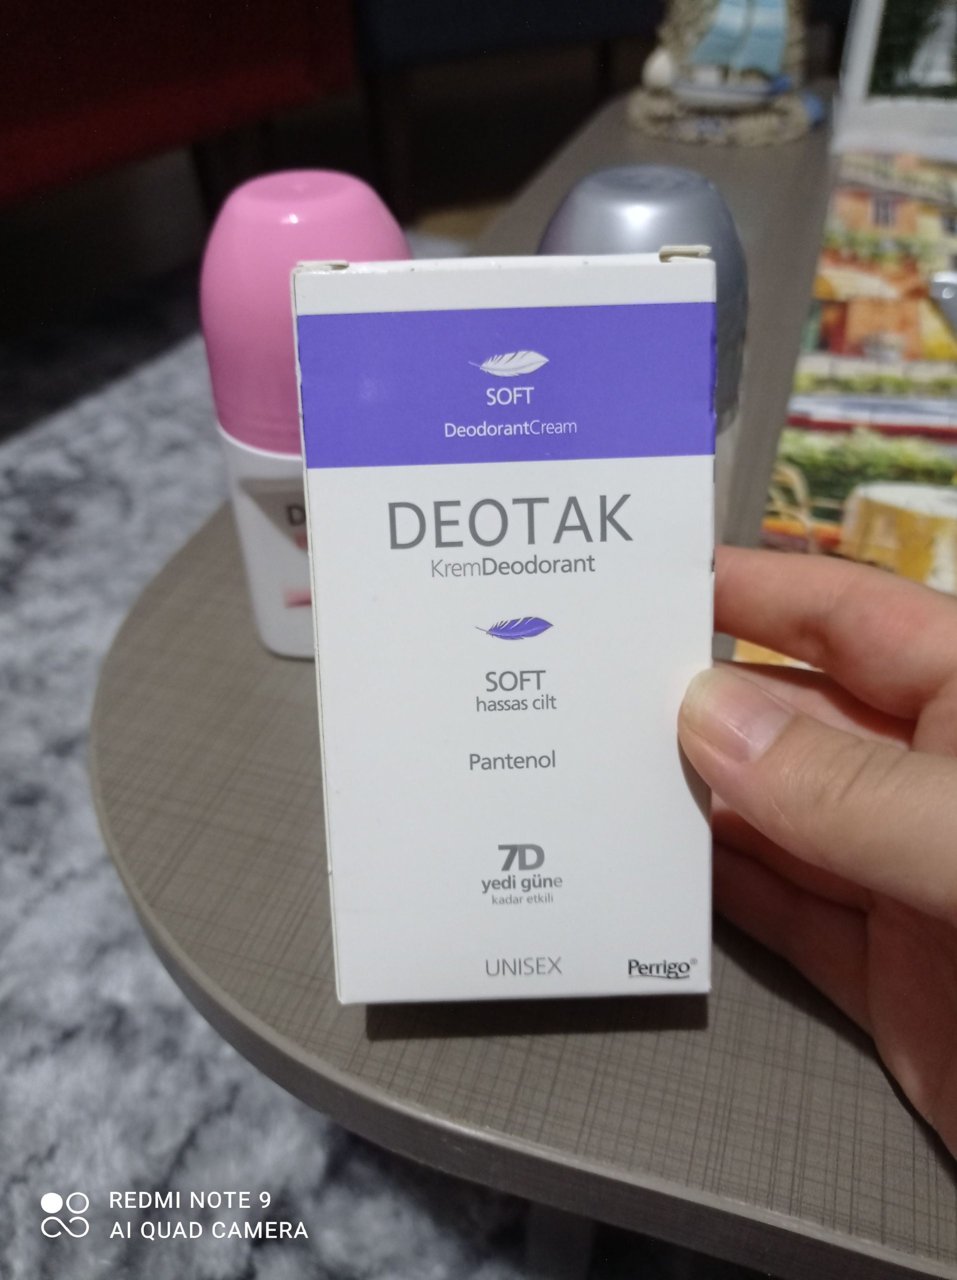 SOFT
DeodorantCream
DEOTAK
KremDeodorant
SOFT
hassas cilt
Pantenol
7D
yedi güne
kadar etkili
UNISEX
Perrigo®
REDMI NOTE 9
AI QUAD CAMERA